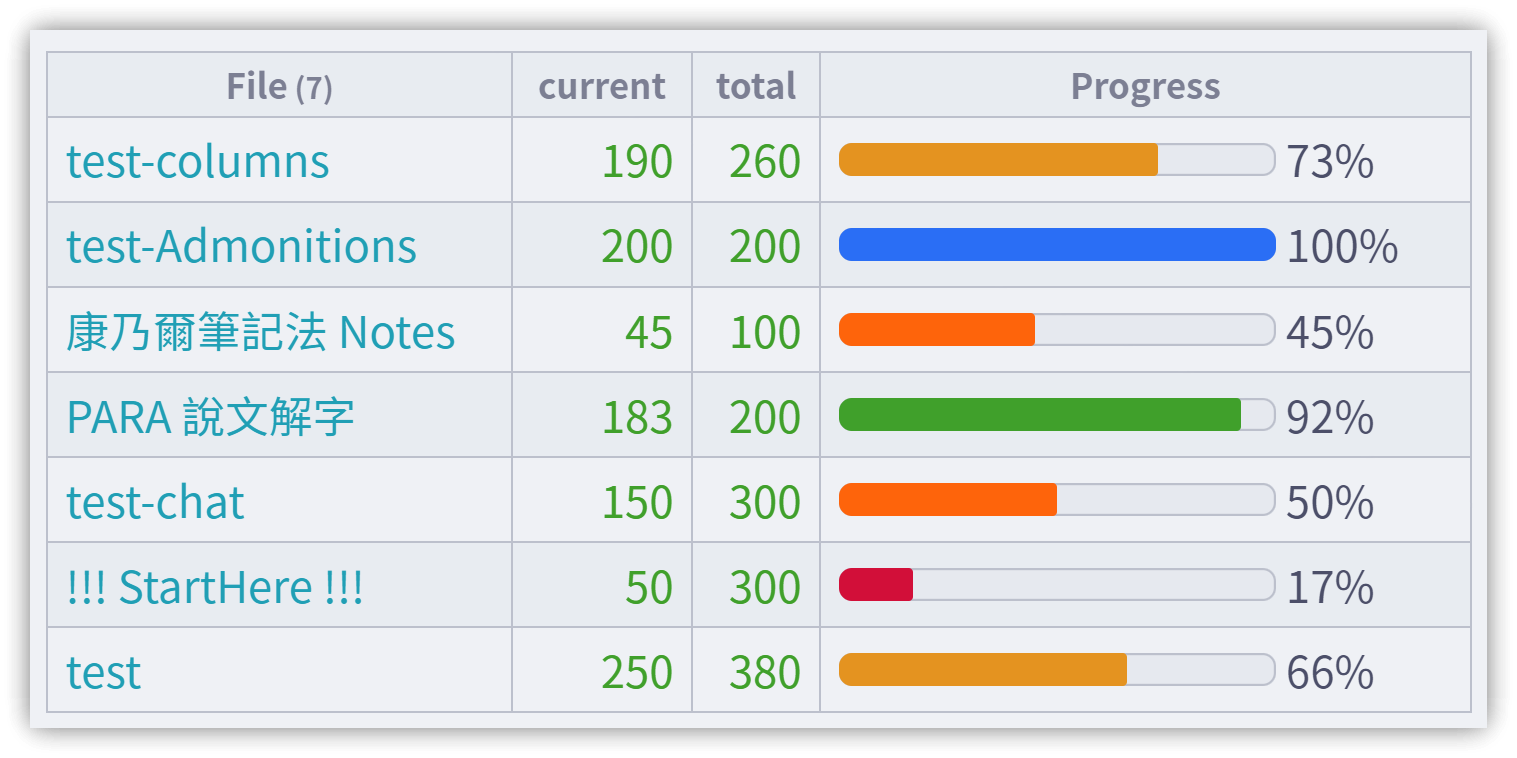 File (7) current total Progress
test-columns 190 260 73%
test-Admonitions 200 200 100%
康乃爾筆記法 Notes 45 100 45%
PARA 說文解字 183 200 92%
test-chat 150 300 50%
!!! StartHere !!! 50 300 17%
test 250 380 66%